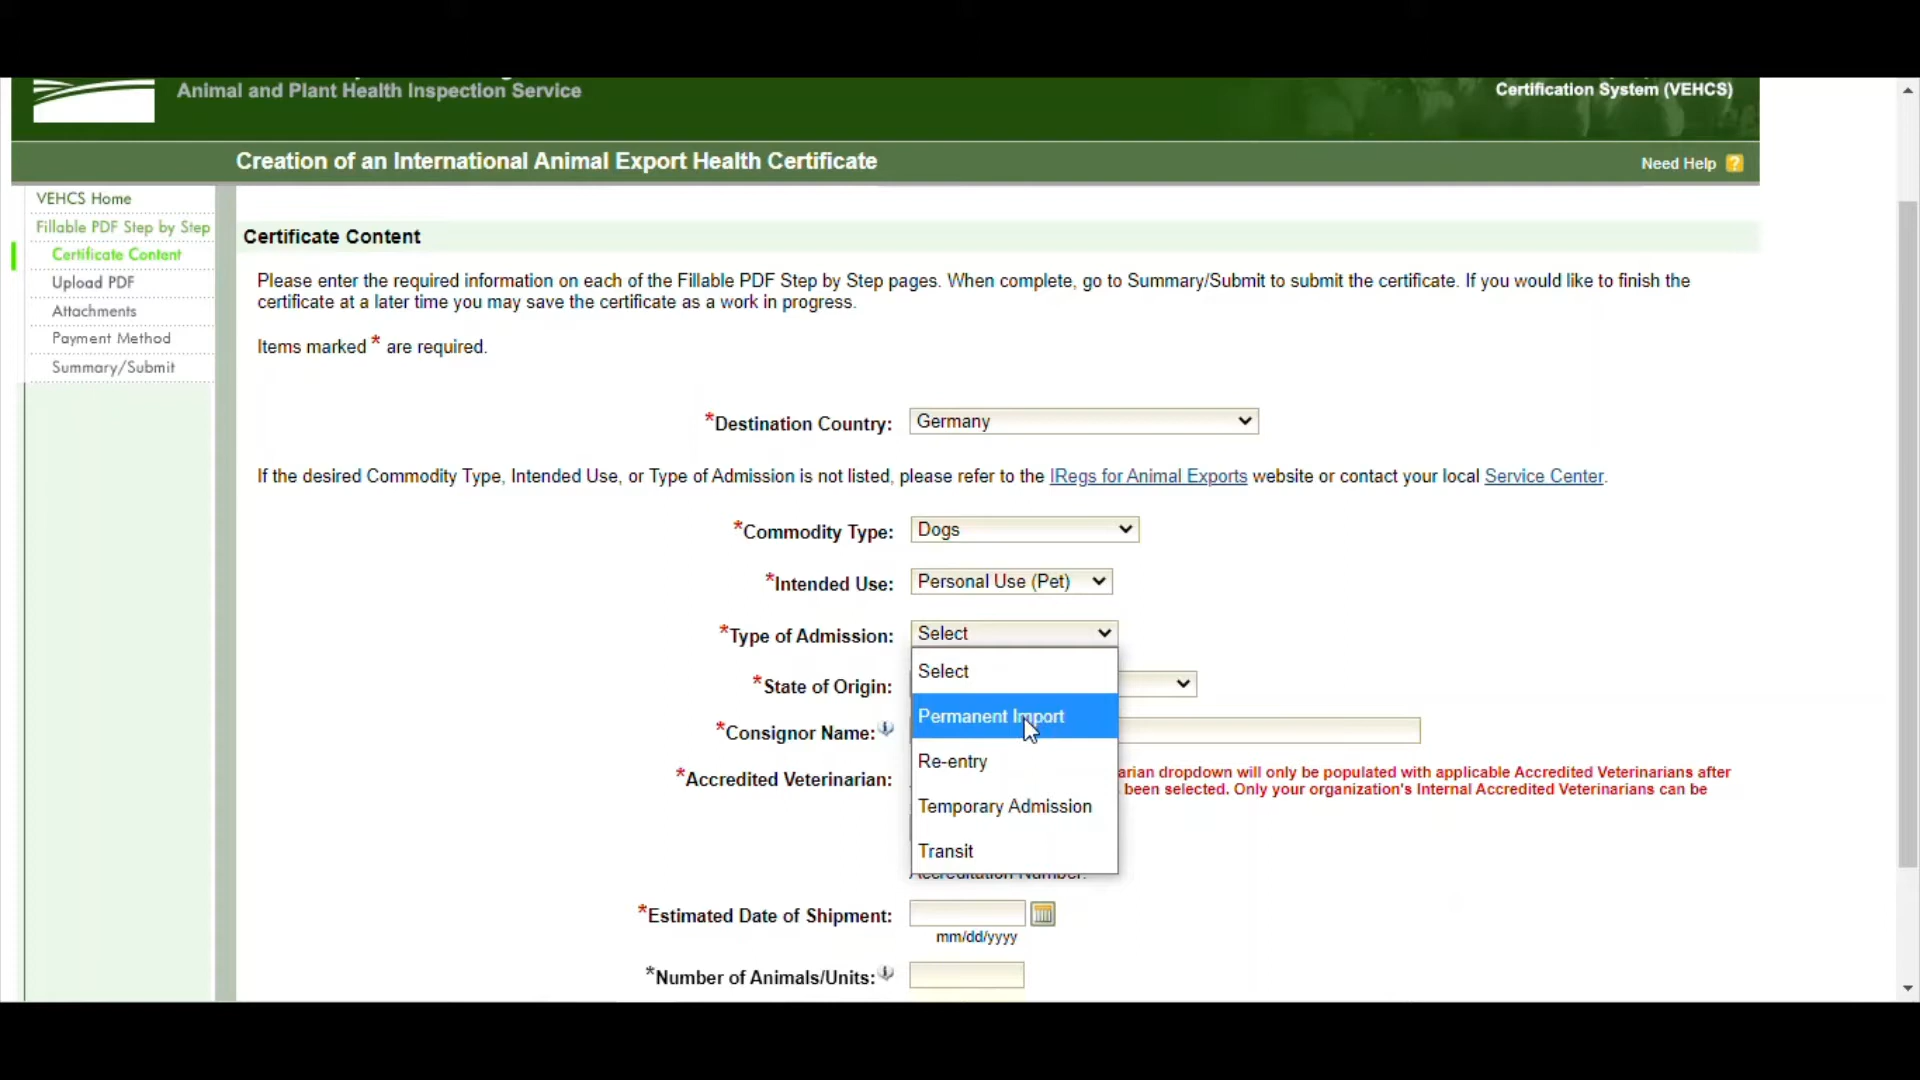 Animal and Plant Health Inspection Service
Certification System (VEHCS)
Creation of an International Animal Export Health Certificate
Need Help ?
VEHCS Home
Fillable PDF Step by Step
Certificate Content
Upload PDF
Attachments
Payment Method
Summary/Submit
Certificate Content
Please enter the required information on each of the Fillable PDF Step by Step pages. When complete, go to Summary/Submit to submit the certificate. If you would like to finish the
certificate at a later time you may save the certificate as a work in progress.
Items marked * are required.
*Destination Country: Germany
If the desired Commodity Type, Intended Use, or Type of Admission is not listed, please refer to the IRegs for Animal Exports website or contact your local Service Center.
*Commodity Type: Dogs
*Intended Use: Personal Use (Pet)
*Type of Admission: Select
Select
*State of Origin:
Permanent Import
*Consignor Name:
Re-entry
*Accredited Veterinarian:
arian dropdown will only be populated with applicable Accredited Veterinarians after
been selected. Only your organization's Internal Accredited Veterinarians can be
Temporary Admission
Transit
Accreditation Number:
*Estimated Date of Shipment:
mm/dd/yyyy
*Number of Animals/Units: